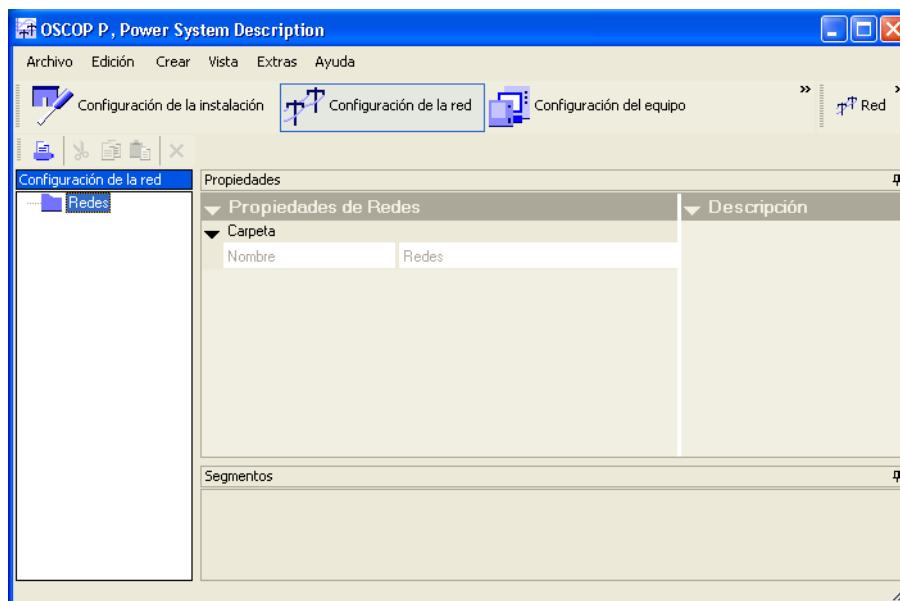 OSCOP P, Power System Description
Archivo Edición Crear Vista Extras Ayuda
Configuración de la instalación Configuración de la red Configuración del equipo » Red »
Configuración de la red
Redes
Propiedades
Propiedades de Redes
Descripción
Carpeta
Nombre Redes
Segmentos